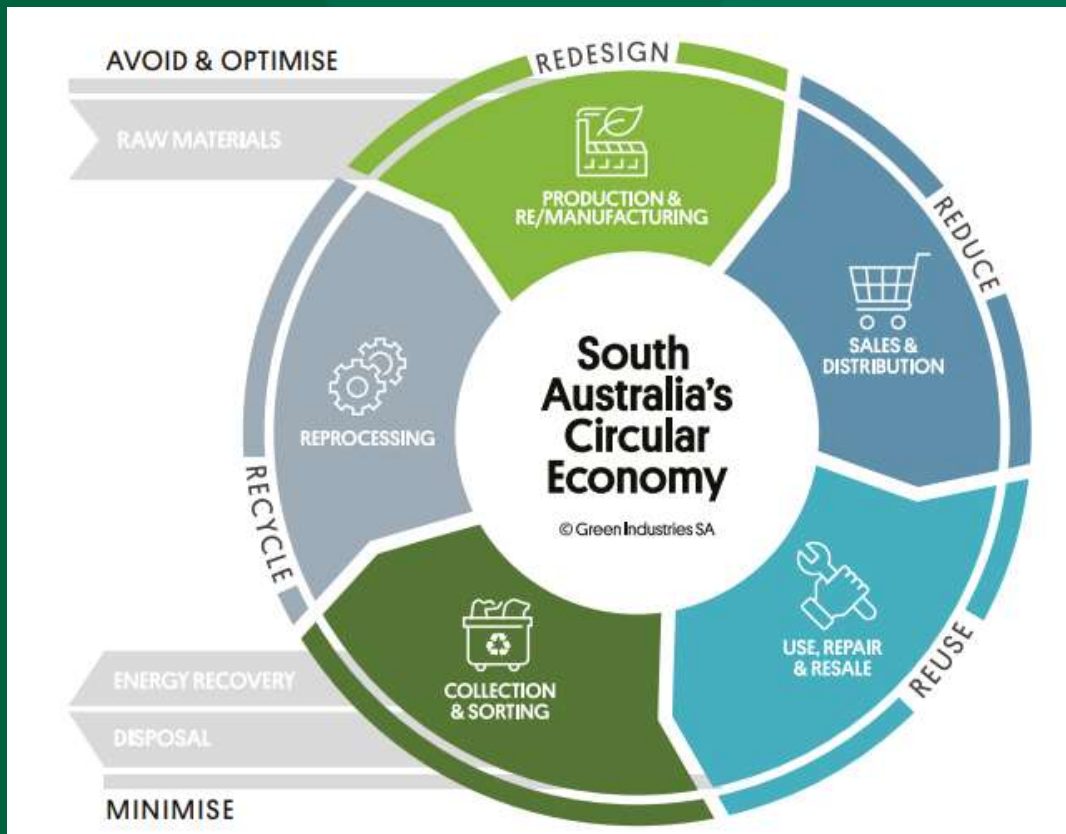 AVOID & OPTIMISE
RAW MATERIALS
REDESIGN
PRODUCTION &
RE/MANUFACTURING
REDUCE
SALES &
DISTRIBUTION
South
Australia's
Circular
Economy
© Green Industries SA
REPROCESSING
RECYCLE
USE, REPAIR
& RESALE
REUSE
COLLECTION
& SORTING
ENERGY RECOVERY
DISPOSAL
MINIMISE